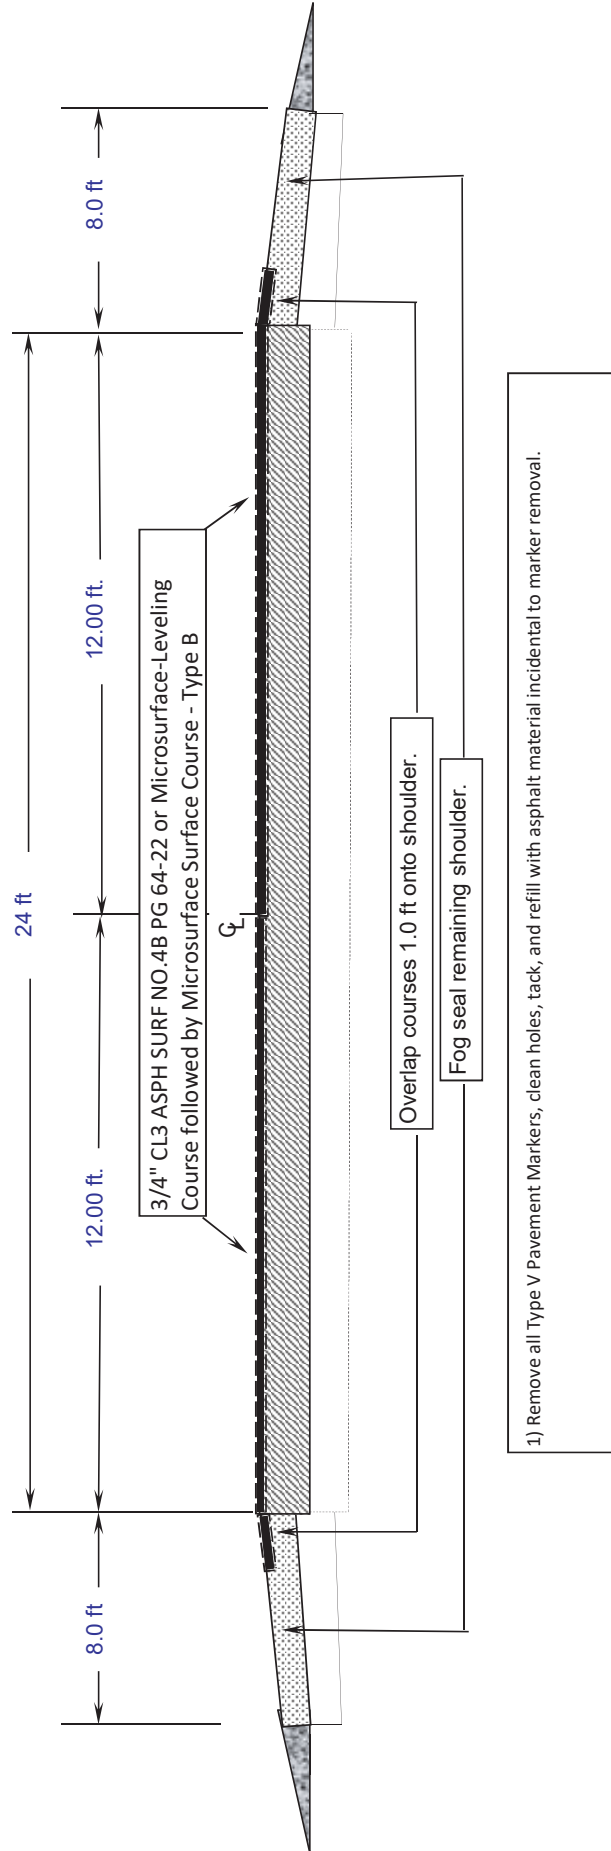 24 ft
8.0 ft
12.00 ft.
12.00 ft.
8.0 ft
3/4" CL3 ASPH SURF NO.4B PG 64-22 or Microsurface-Leveling
Course followed by Microsurface Surface Course - Type B
CL
Overlap courses 1.0 ft onto shoulder.
Fog seal remaining shoulder.
1) Remove all Type V Pavement Markers, clean holes, tack, and refill with asphalt material incidental to marker removal.